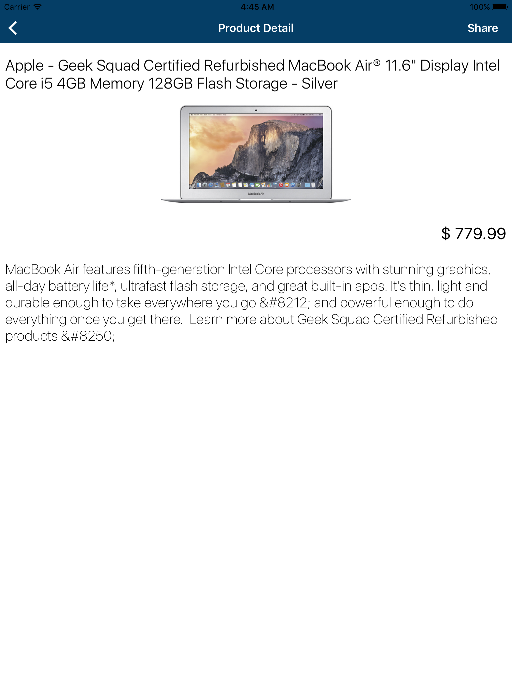 Carrier
4:45 AM
100%
Product Detail
Share
Apple - Geek Squad Certified Refurbished MacBook Air® 11.6" Display Intel
Core i5 4GB Memory 128GB Flash Storage - Silver
$ 779.99
MacBook Air features fifth-generation Intel Core processors with stunning graphics,
all-day battery life*, ultrafast flash storage, and great built-in apps. It's thin, light and
durable enough to take everywhere you go &#8212; and powerful enough to do
everything once you get there. Learn more about Geek Squad Certified Refurbished
products &#8250;